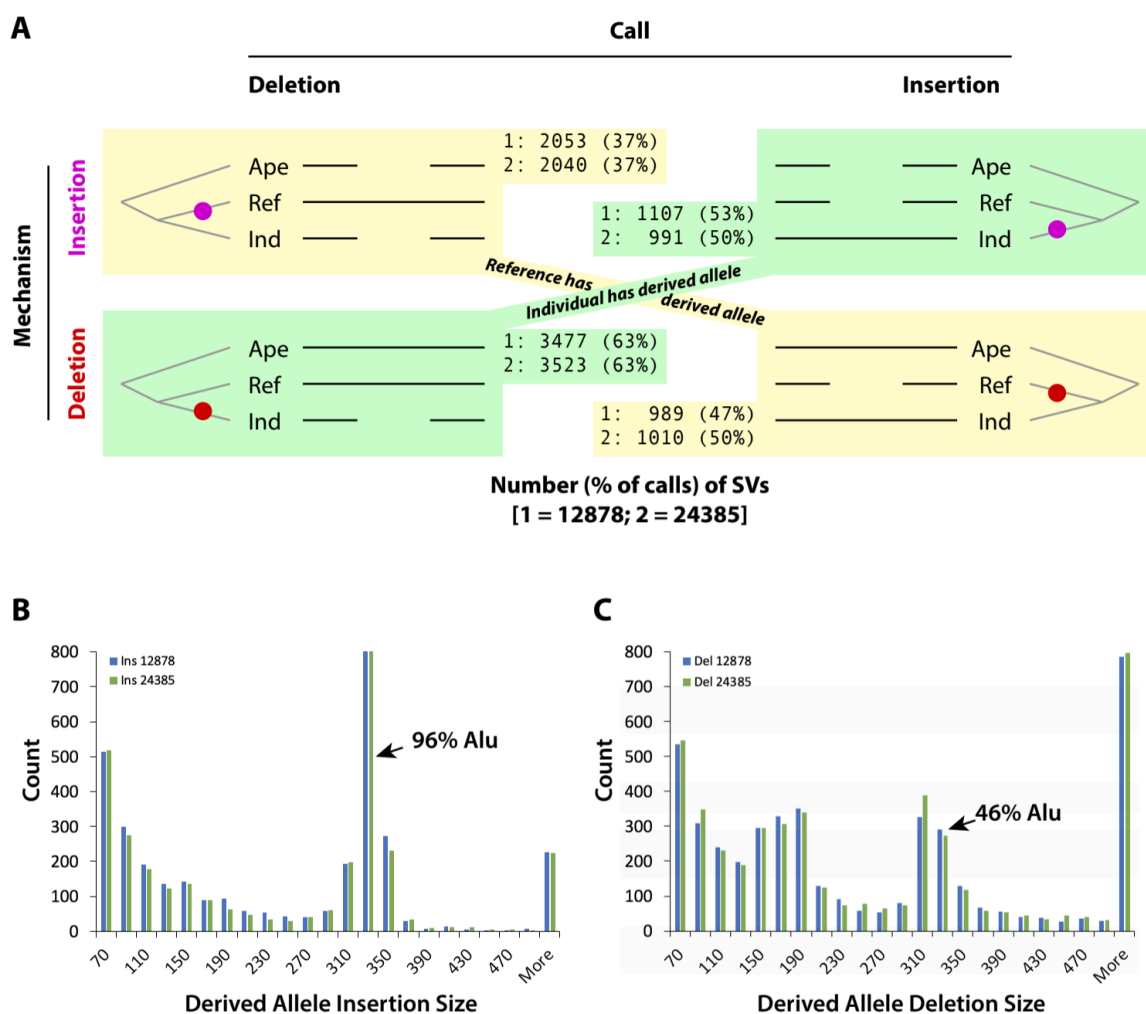 A
Call
Deletion Insertion
Mechanism
Insertion
Ape
Ref
Ind
1: 2053 (37%)
2: 2040 (37%)
1: 1107 (53%)
2: 991 (50%)
Ape
Ref
Ind
Reference has derived allele
Individual has derived allele
Deletion
Ape
Ref
Ind
1: 3477 (63%)
2: 3523 (63%)
1: 989 (47%)
2: 1010 (50%)
Ape
Ref
Ind
Number (% of calls) of SVs
[1 = 12878; 2 = 24385]
B
800
700
600
500
400
300
200
100
0
Count
Ins 12878
Ins 24385
96% Alu
70 110 150 190 230 270 310 350 390 430 470 More
Derived Allele Insertion Size
C
800
700
600
500
400
300
200
100
0
Count
Del 12878
Del 24385
46% Alu
70 110 150 190 230 270 310 350 390 430 470 More
Derived Allele Deletion Size